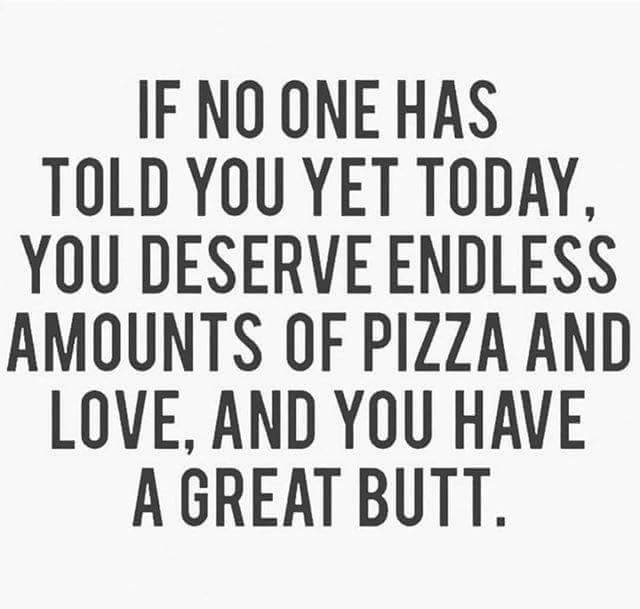 IF NO ONE HAS
TOLD YOU YET TODAY,
YOU DESERVE ENDLESS
AMOUNTS OF PIZZA AND
LOVE, AND YOU HAVE
A GREAT BUTT.